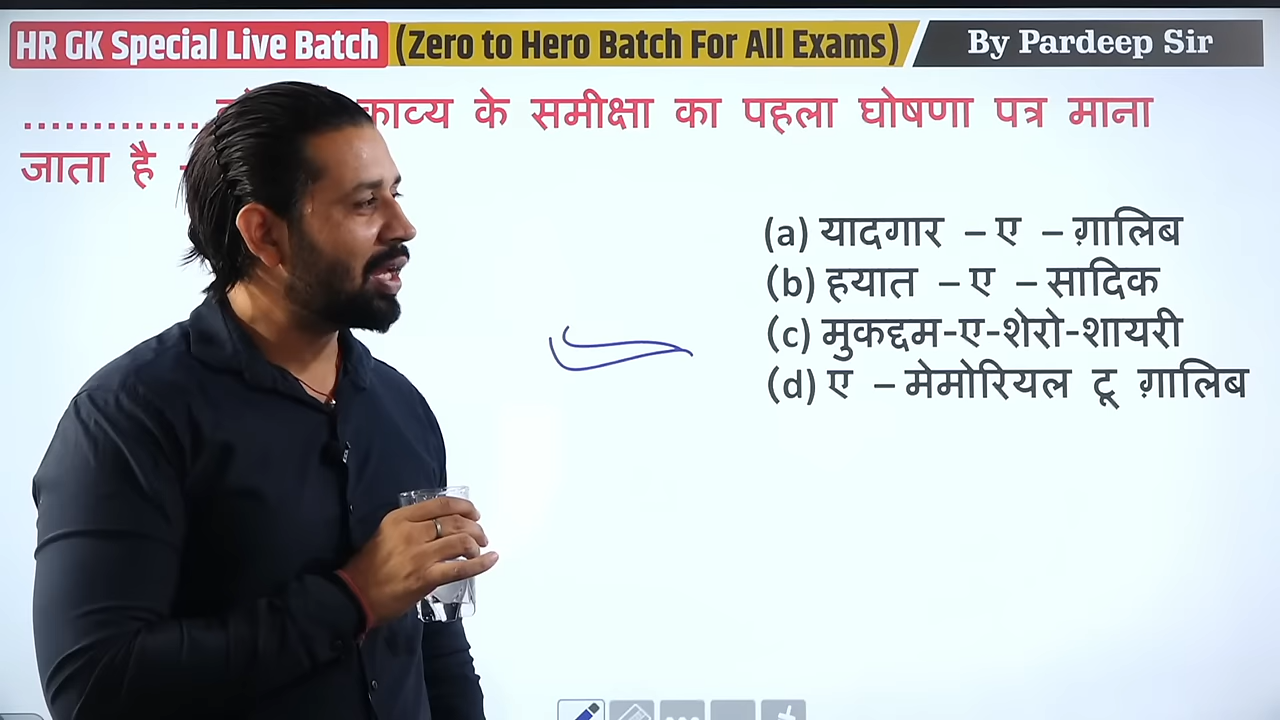 HR GK Special Live Batch (Zero to Hero Batch For All Exams) By Pardeep Sir
............. काव्य के समीक्षा का पहला घोषणा पत्र माना
जाता है -
(a) यादगार – ए – ग़ालिब
(b) हयात – ए – सादिक
(c) मुकद्दम-ए-शेरो-शायरी
(d) ए – मेमोरियल टू ग़ालिब